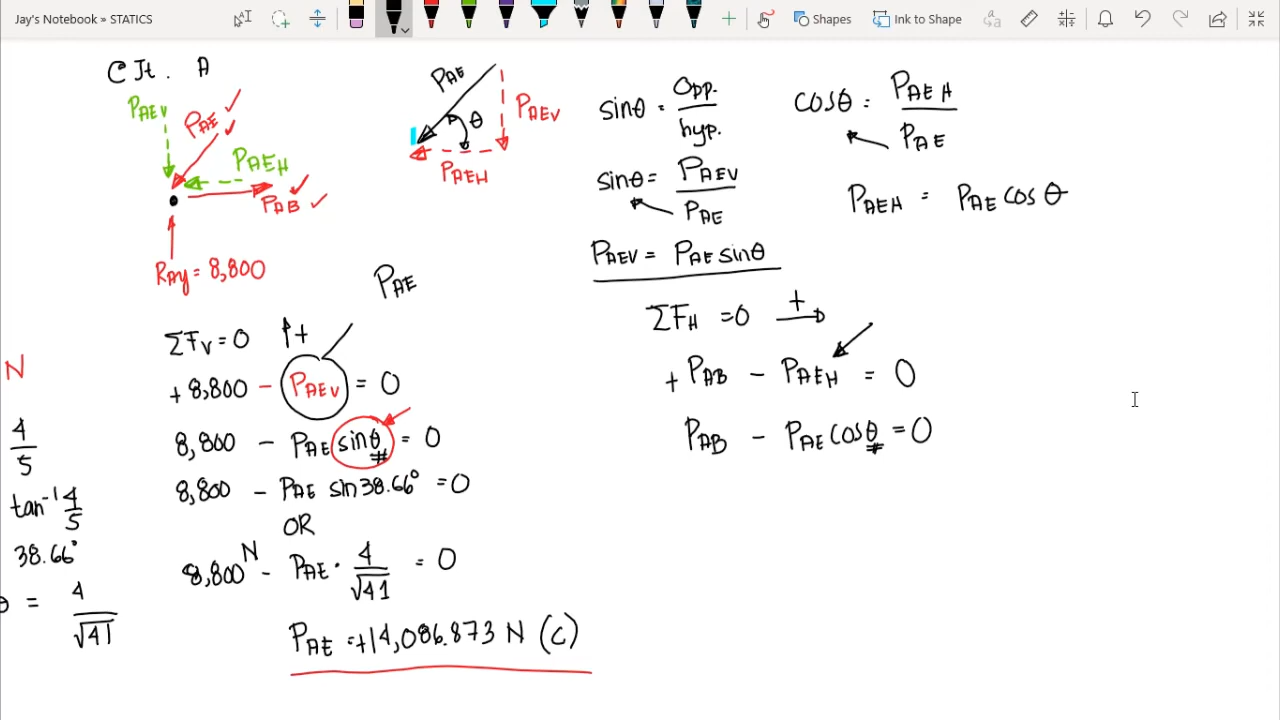 Jay's Notebook » STATICS
Shapes
Ink to Shape
@ Jt. A
PAEV
PAE
PAEH
PAB
RAy = 8,800
PAE
θ
PAEV
PAEH
sinθ = Opp. / hyp.
sinθ = PAEV / PAE
PAEV = PAE sinθ
cosθ = PAEH / PAE
PAEH = PAE cos θ
PAE
ΣFV = 0 ↑+
+ 8,800 - PAEV = 0
8,800 - PAE sinθ = 0
8,800 - PAE sin 38.66° = 0
OR
8,800 N - PAE · 4/√41 = 0
PAE = +14,086.873 N (C)
ΣFH = 0 +→
+ PAB - PAEH = 0
PAB - PAE cosθ = 0
N
4/5
tan⁻¹ 4/5
38.66°
θ = 4/√41